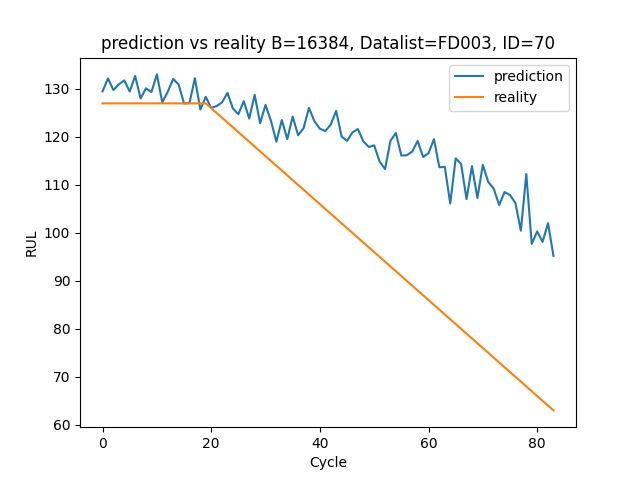 prediction vs reality B=16384, Datalist=FD003, ID=70
prediction
reality
RUL
130
120
110
100
90
80
70
60
0 20 40 60 80
Cycle